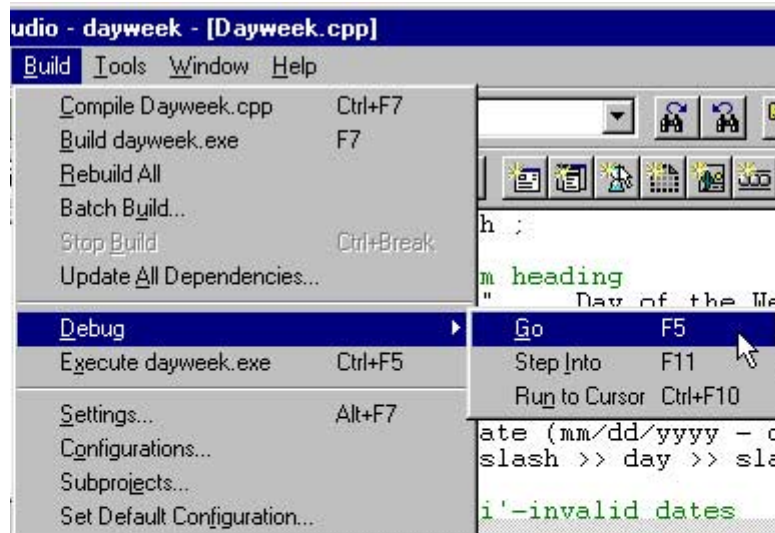 udio - dayweek - [Dayweek.cpp]
Build Tools Window Help
Compile Dayweek.cpp Ctrl+F7
Build dayweek.exe F7
Rebuild All
Batch Build...
Stop Build Ctrl+Break
h ;
Update All Dependencies...
m heading
" Day of the We
Debug
Go F5
Execute dayweek.exe Ctrl+F5
Step Into F11
Run to Cursor Ctrl+F10
Settings... Alt+F7
ate (mm/dd/yyyy - c
Configurations...
slash >> day >> sla
Subprojects...
Set Default Configuration...
i'-invalid dates